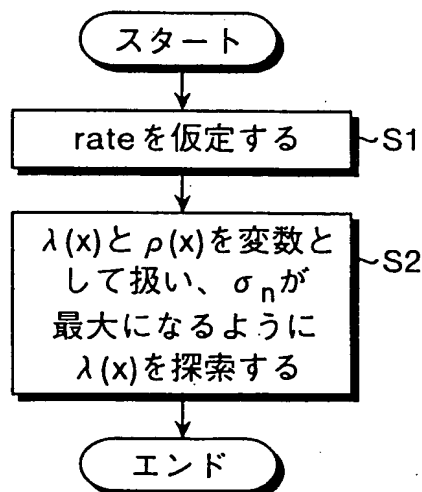 スタート
rateを仮定する
~S1
λ(x)とρ(x)を変数と
して扱い、σnが
最大になるように
λ(x)を探索する
~S2
エンド